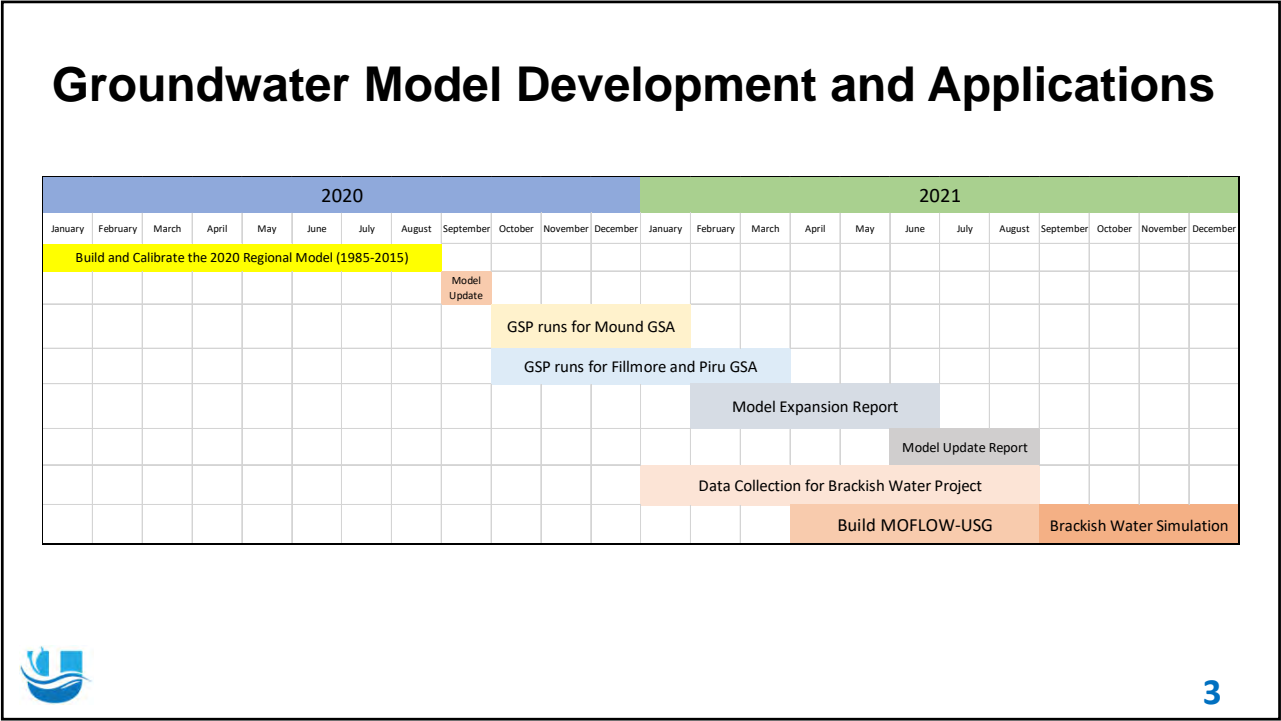 Groundwater Model Development and Applications
2020 2021
January February March April May June July August September October November December January February March April May June July August September October November December
Build and Calibrate the 2020 Regional Model (1985-2015)
Model
Update
GSP runs for Mound GSA
GSP runs for Fillmore and Piru GSA
Model Expansion Report
Model Update Report
Data Collection for Brackish Water Project
Build MOFLOW-USG Brackish Water Simulation
3